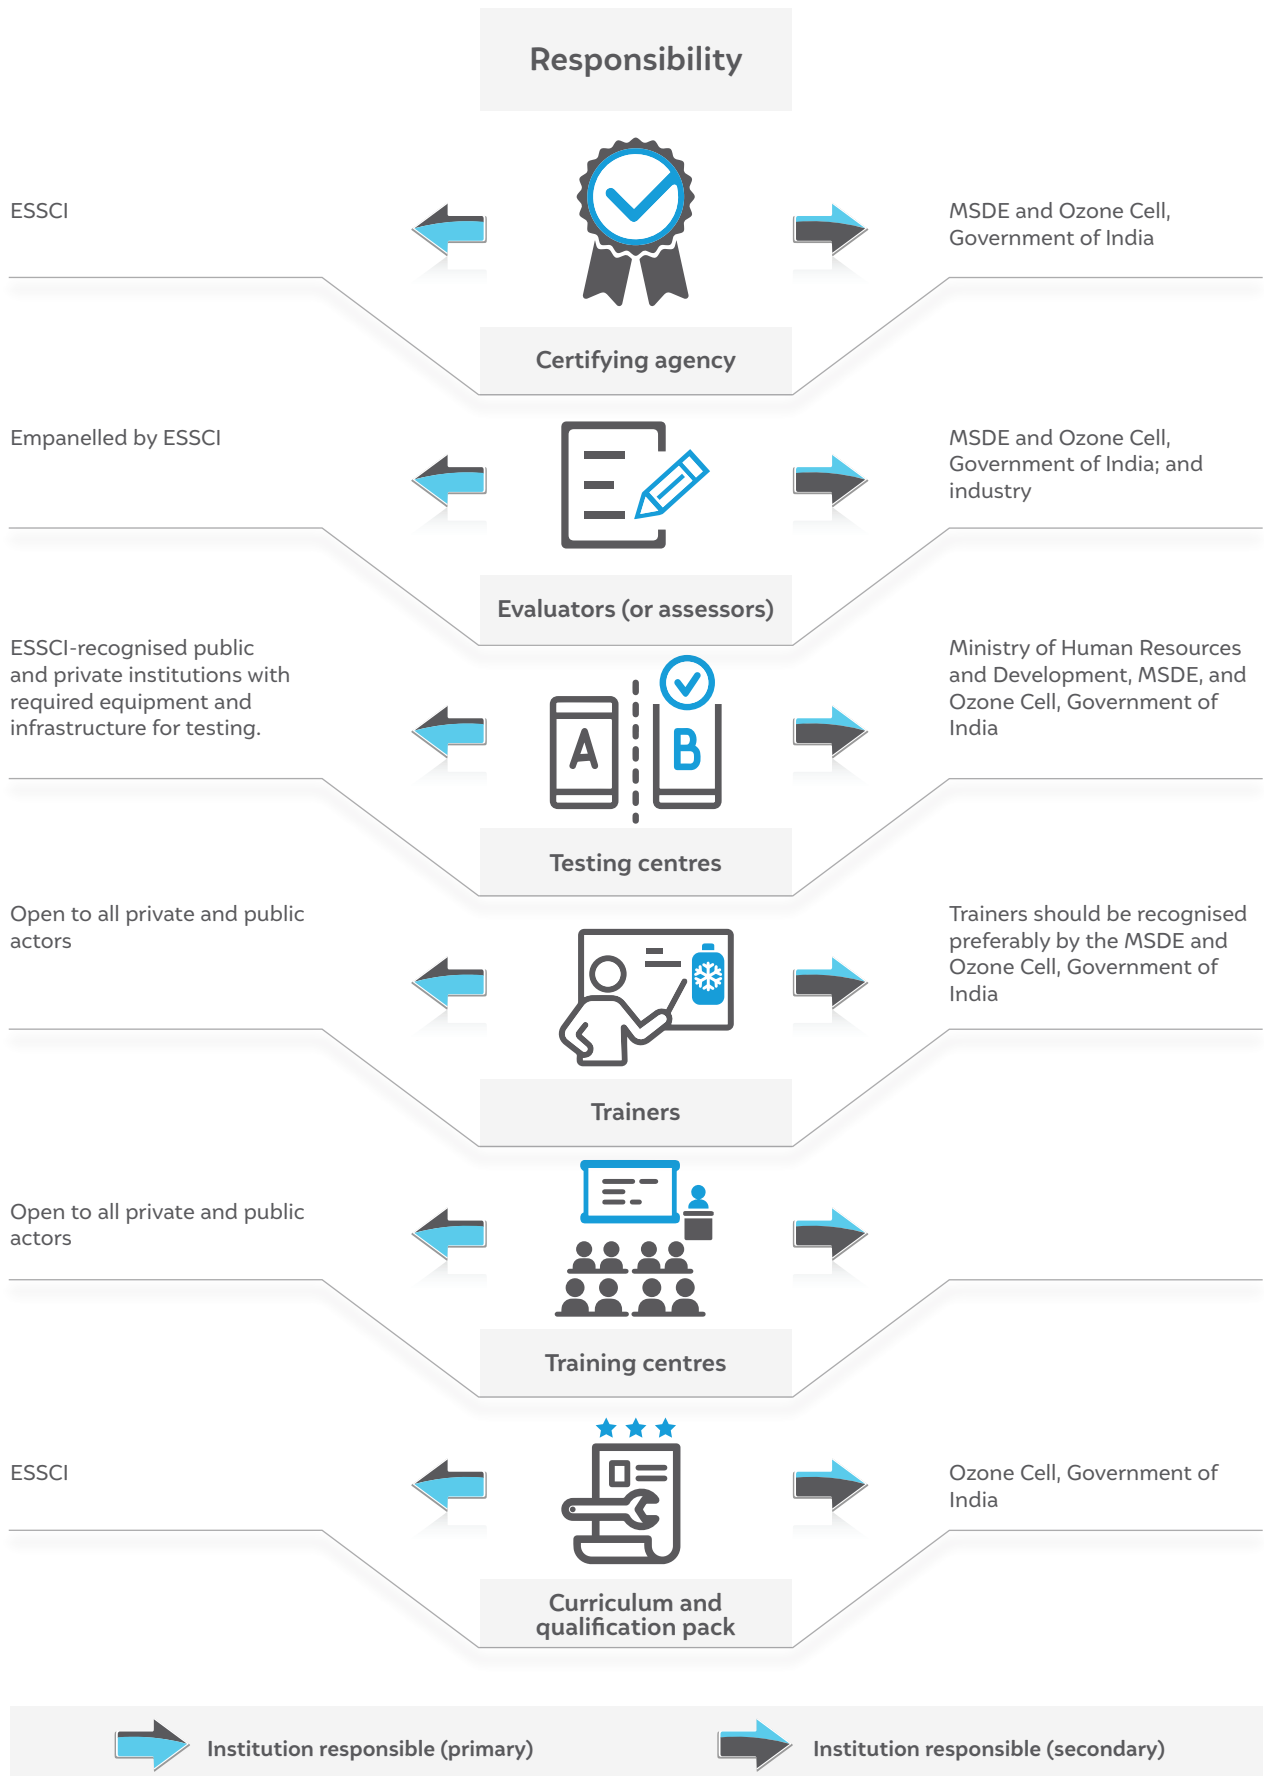 Responsibility
ESSCI
MSDE and Ozone Cell,
Government of India
Certifying agency
Empanelled by ESSCI
MSDE and Ozone Cell,
Government of India; and
industry
Evaluators (or assessors)
ESSCI-recognised public
and private institutions with
required equipment and
infrastructure for testing.
Ministry of Human Resources
and Development, MSDE, and
Ozone Cell, Government of
India
A
B
Testing centres
Open to all private and public
actors
Trainers should be recognised
preferably by the MSDE and
Ozone Cell, Government of
India
Trainers
Open to all private and public
actors
Training centres
ESSCI
Ozone Cell, Government of
India
Curriculum and
qualification pack
Institution responsible (primary)
Institution responsible (secondary)